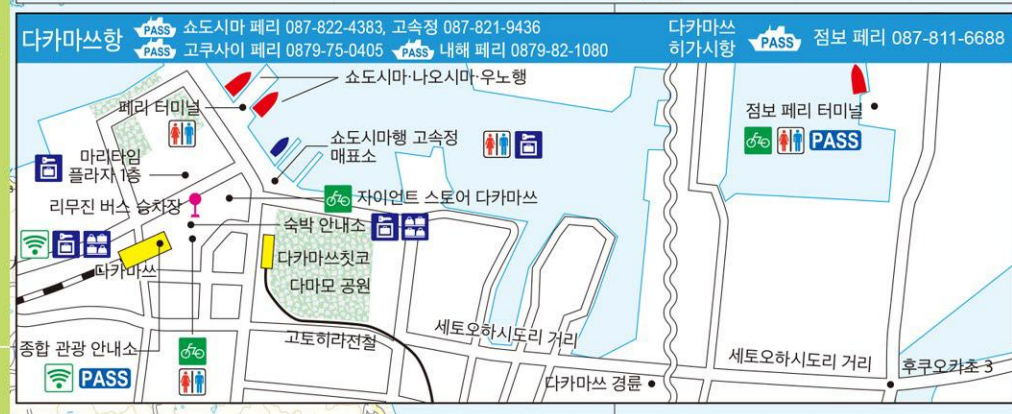 다카마쓰항
PASS 쇼도시마 페리 087-822-4383, 고속정 087-821-9436
PASS 고쿠사이 페리 0879-75-0405 PASS 내해 페리 0879-82-1080
다카마쓰
히가시항
PASS 점보 페리 087-811-6688
쇼도시마·나오시마·우노행
페리 터미널
점보 페리 터미널
PASS
쇼도시마행 고속정
매표소
마리타임
플라자 1층
자이언트 스토어 다카마쓰
리무진 버스 승차장
숙박 안내소
다카마쓰칫코
다카마쓰
다마모 공원
고토히라전철
세토오하시도리 거리
세토오하시도리 거리
종합 관광 안내소
PASS
후쿠오카초 3
다카마쓰 경륜